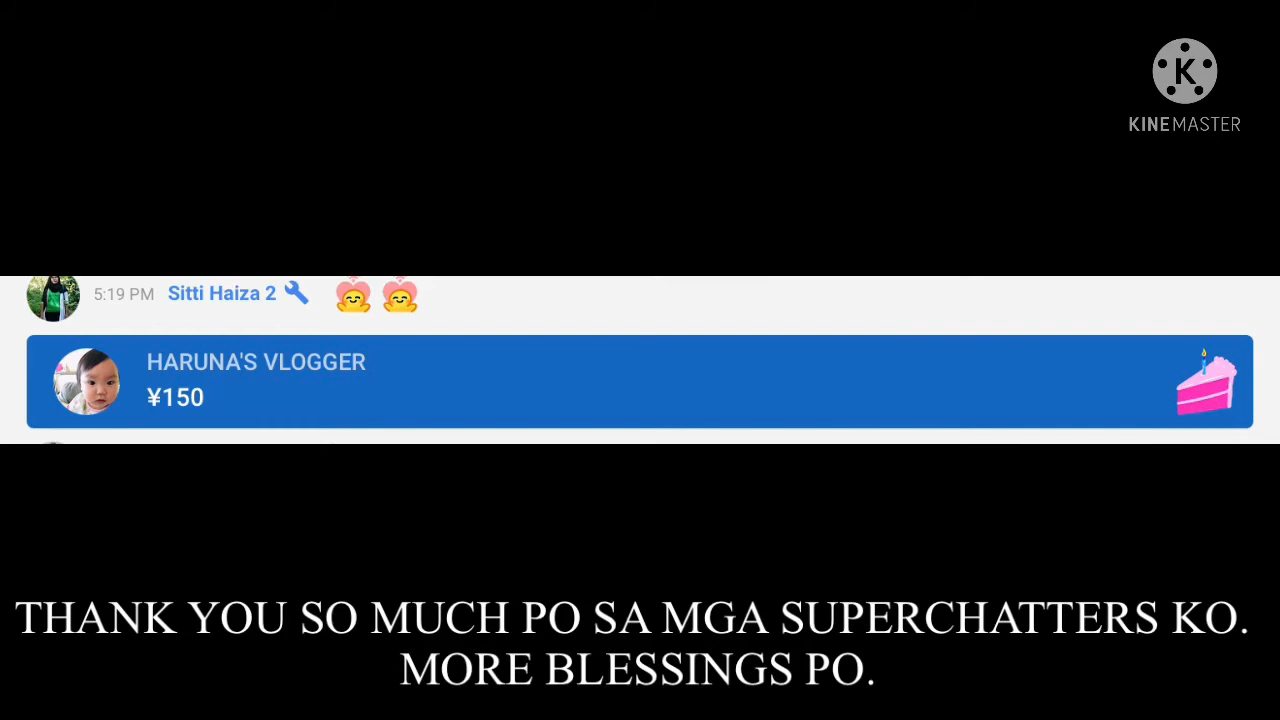 KINEMASTER
5:19 PM Sitti Haiza 2
HARUNA'S VLOGGER
¥150
THANK YOU SO MUCH PO SA MGA SUPERCHATTERS KO.
MORE BLESSINGS PO.